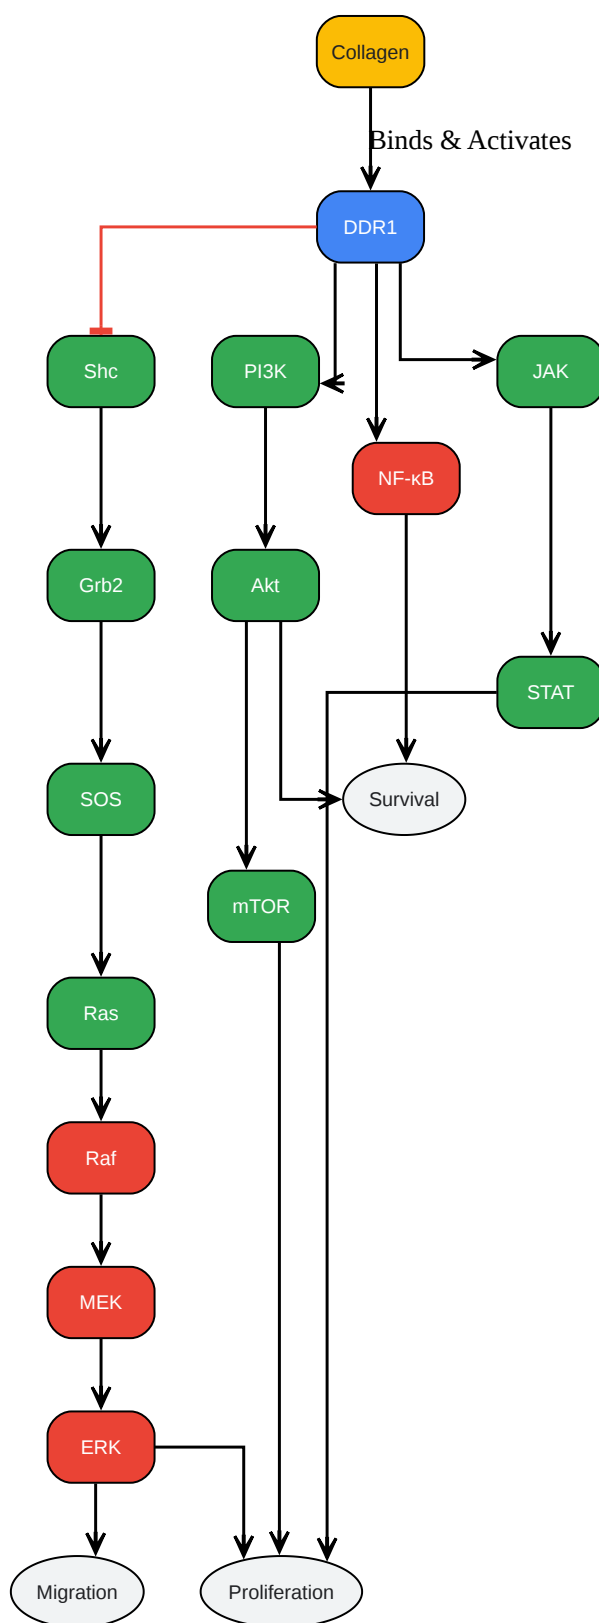 Collagen
Binds & Activates
DDR1
Shc
PI3K
JAK
NF-κB
Grb2
Akt
STAT
SOS
Survival
mTOR
Ras
Raf
MEK
ERK
Migration
Proliferation